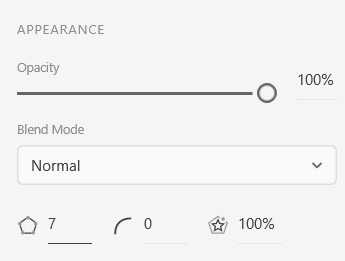 APPEARANCE
Opacity
100%
Blend Mode
Normal
7 0 100%